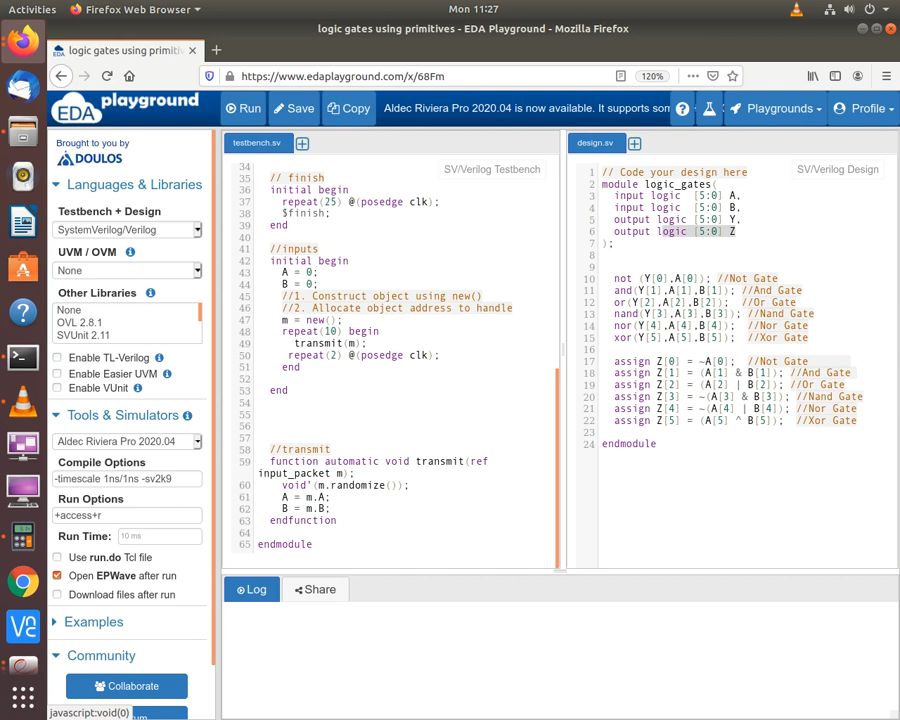 Activities Firefox Web Browser Mon 11:27
logic gates using primitives - EDA Playground - Mozilla Firefox
logic gates using primitiv
https://www.edaplayground.com/x/68Fm 120%
EDA playground Run Save Copy Aldec Riviera Pro 2020.04 is now available. It supports som Playgrounds Profile
Brought to you by
DOULOS
Languages & Libraries
Testbench + Design
SystemVerilog/Verilog
UVM / OVM
None
Other Libraries
None
OVL 2.8.1
SVUnit 2.11
Enable TL-Verilog
Enable Easier UVM
Enable VUnit
Tools & Simulators
Aldec Riviera Pro 2020.04
Compile Options
-timescale 1ns/1ns -sv2k9
Run Options
+access+r
Run Time: 10 ms
Use run.do Tcl file
Open EPWave after run
Download files after run
Examples
Community
Collaborate
javascript:void(0)
testbench.sv
SV/Verilog Testbench
34
35 // finish
36 initial begin
37 repeat(25) @(posedge clk);
38 $finish;
39 end
40
41 //inputs
42 initial begin
43 A = 0;
44 B = 0;
45 //1. Construct object using new()
46 //2. Allocate object address to handle
47 m = new();
48 repeat(10) begin
49 transmit(m);
50 repeat(2) @(posedge clk);
51 end
52
53 end
54
55
56
57
58 //transmit
59 function automatic void transmit(ref
input_packet m);
60 void'(m.randomize());
61 A = m.A;
62 B = m.B;
63 endfunction
64
65 endmodule
design.sv
SV/Verilog Design
1 // Code your design here
2 module logic_gates(
3 input logic [5:0] A,
4 input logic [5:0] B,
5 output logic [5:0] Y,
6 output logic [5:0] Z
7 );
8
9
10 not (Y[0],A[0]); //Not Gate
11 and(Y[1],A[1],B[1]); //And Gate
12 or(Y[2],A[2],B[2]); //Or Gate
13 nand(Y[3],A[3],B[3]); //Nand Gate
14 nor(Y[4],A[4],B[4]); //Nor Gate
15 xor(Y[5],A[5],B[5]); //Xor Gate
16
17 assign Z[0] = ~A[0]; //Not Gate
18 assign Z[1] = (A[1] & B[1]); //And Gate
19 assign Z[2] = (A[2] | B[2]); //Or Gate
20 assign Z[3] = ~(A[3] & B[3]); //Nand Gate
21 assign Z[4] = ~(A[4] | B[4]); //Nor Gate
22 assign Z[5] = (A[5] ^ B[5]); //Xor Gate
23
24 endmodule
Log Share